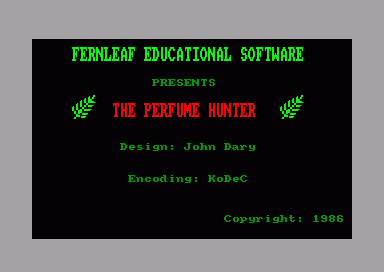 FERNLEAF EDUCATIONAL SOFTWARE
PRESENTS
THE PERFUME HUNTER
Design: John Dary
Encoding: KoDeC
Copyright: 1986